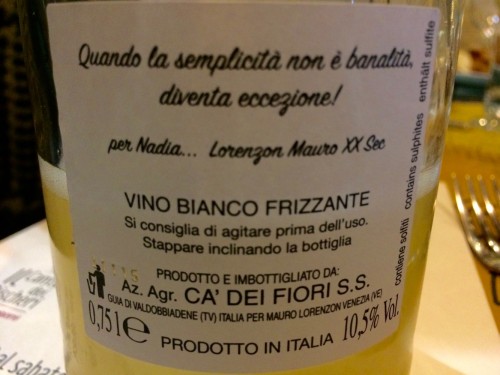 Quando la semplicità non è banalità,
diventa eccezione!
per Nadia... Lorenzon Mauro XX Sec
VINO BIANCO FRIZZANTE
Si consiglia di agitare prima dell'uso.
Stappare inclinando la bottiglia
PRODOTTO E IMBOTTIGLIATO DA:
Az. Agr. CA' DEI FIORI S.S.
GUIA DI VALDOBBIADENE (TV) ITALIA PER MAURO LORENZON VENEZIA (VE)
0,75 l e
10,5% Vol.
PRODOTTO IN ITALIA
contiene solfiti contains sulphites enthält sulfite